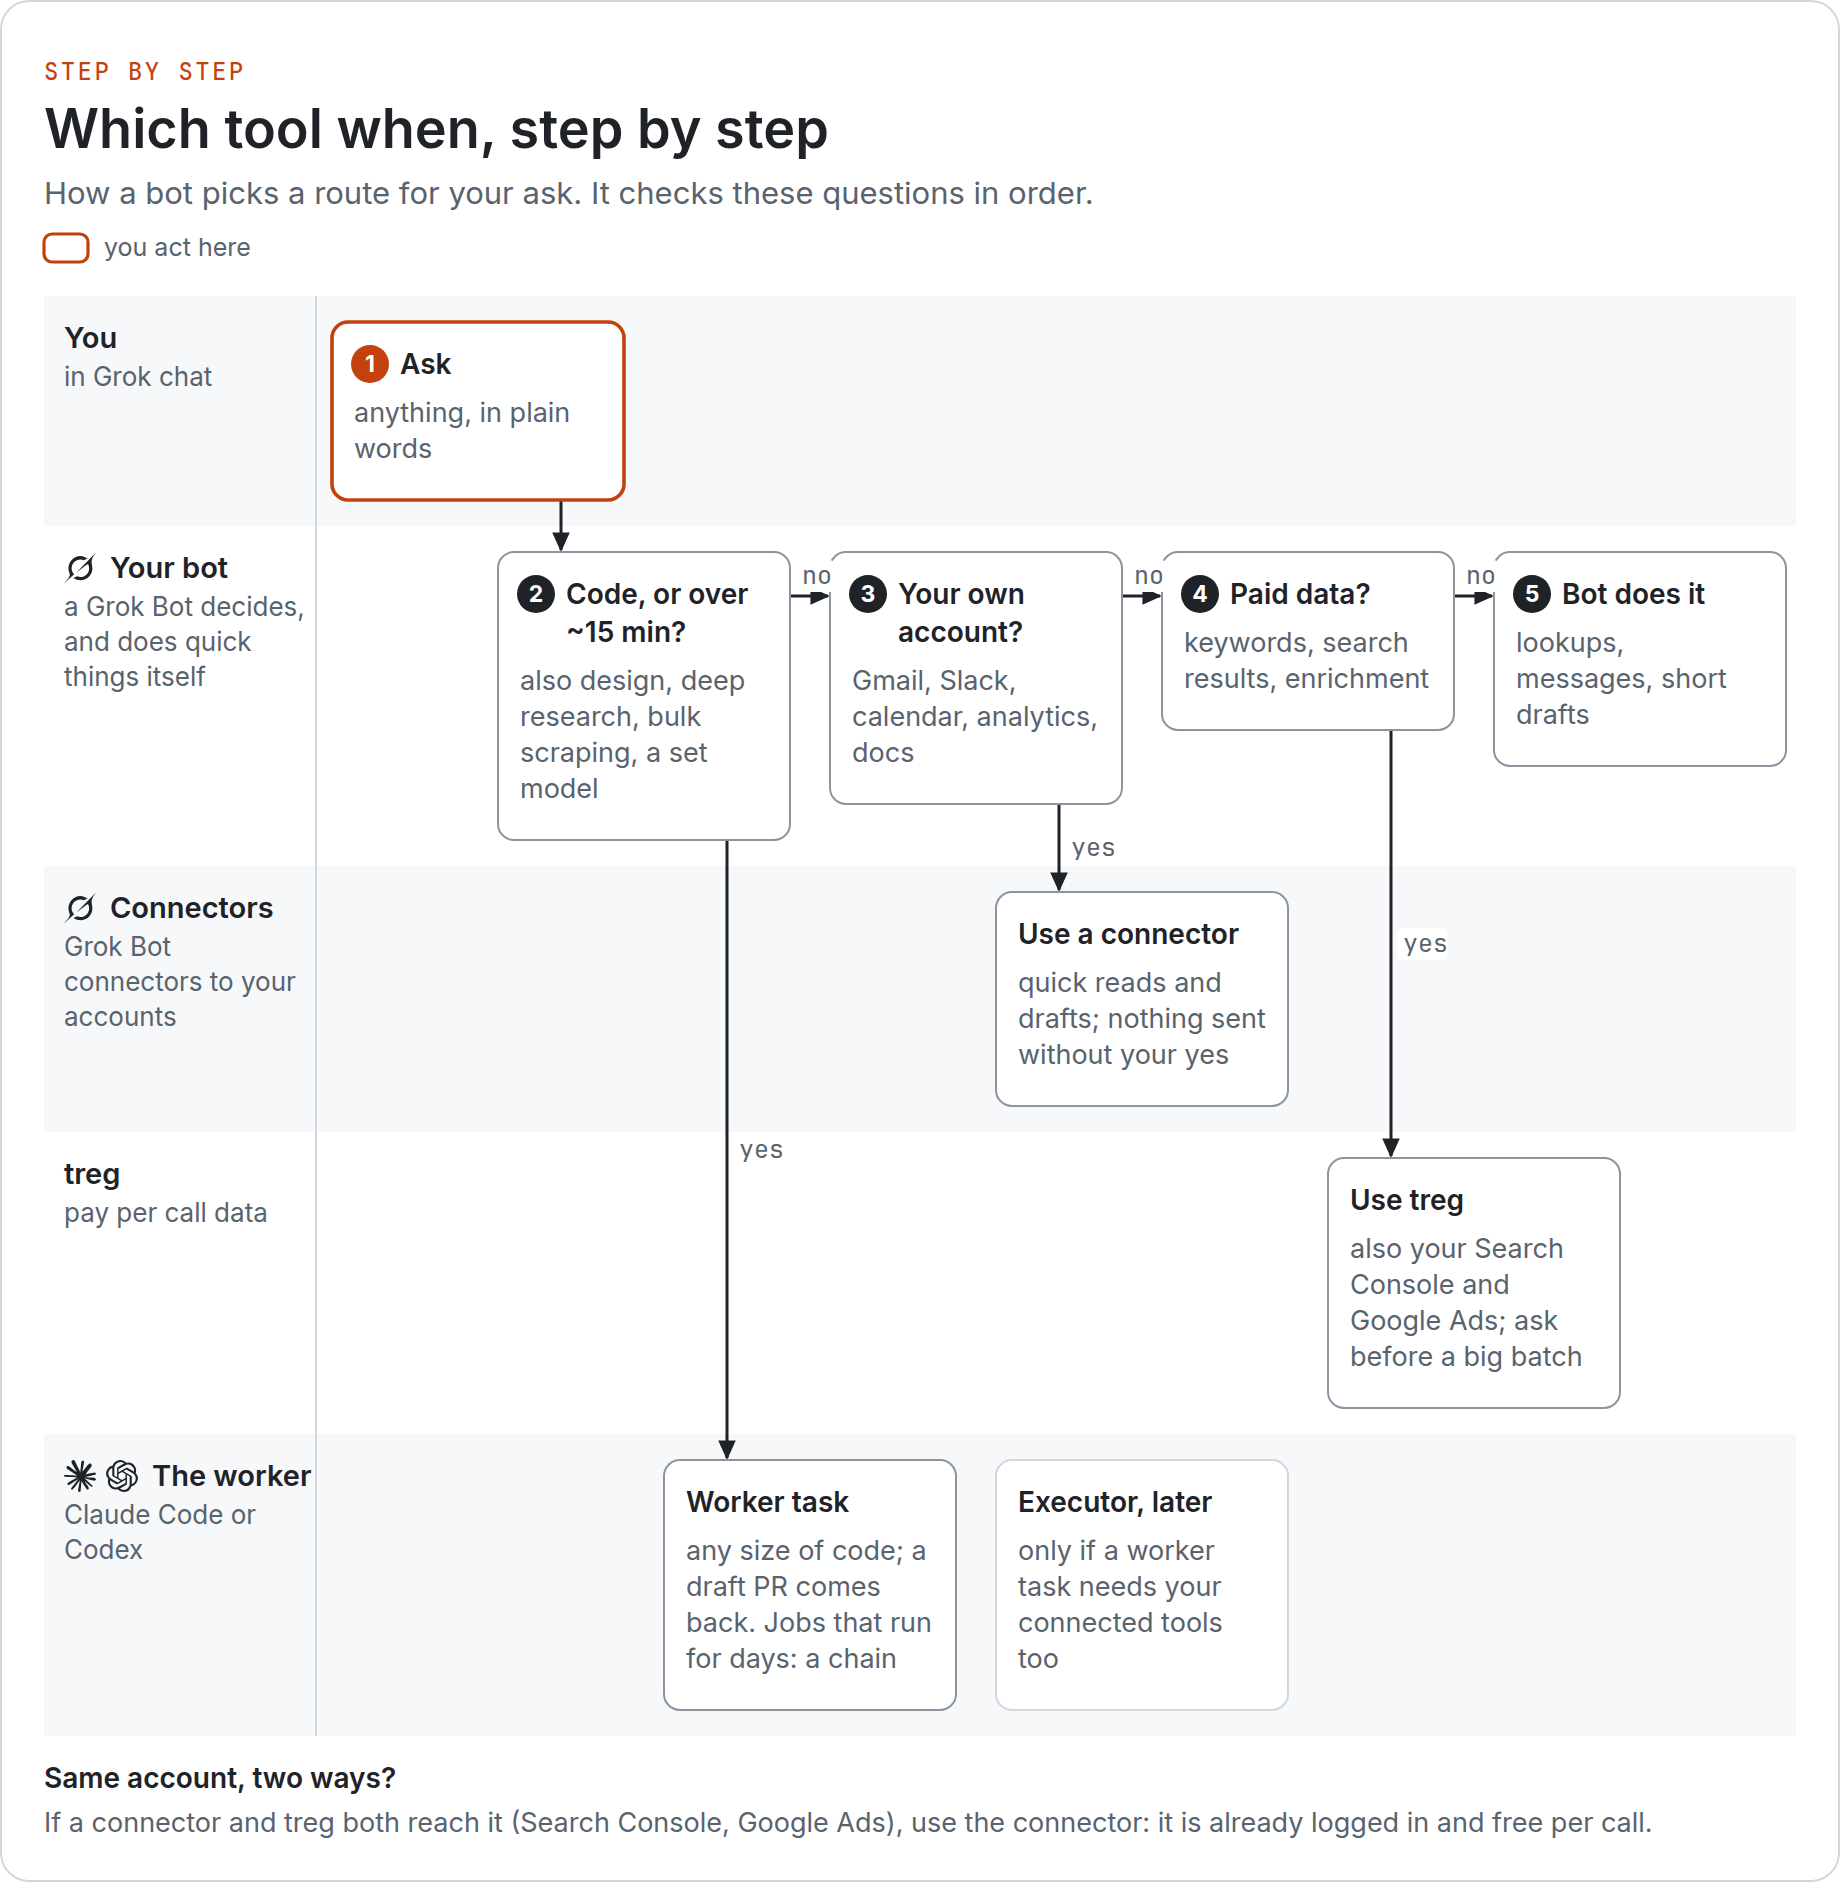 STEP BY STEP
Which tool when, step by step
How a bot picks a route for your ask. It checks these questions in order.
you act here
You
in Grok chat
1 Ask
anything, in plain
words
Your bot
a Grok Bot decides,
and does quick
things itself
2 Code, or over
~15 min?
also design, deep
research, bulk
scraping, a set
model
no
3 Your own
account?
Gmail, Slack,
calendar, analytics,
docs
no
4 Paid data?
keywords, search
results, enrichment
no
5 Bot does it
lookups,
messages, short
drafts
yes
Connectors
Grok Bot
connectors to your
accounts
Use a connector
quick reads and
drafts; nothing sent
without your yes
yes
yes
treg
pay per call data
Use treg
also your Search
Console and
Google Ads; ask
before a big batch
The worker
Claude Code or
Codex
Worker task
any size of code; a
draft PR comes
back. Jobs that run
for days: a chain
Executor, later
only if a worker
task needs your
connected tools
too
Same account, two ways?
If a connector and treg both reach it (Search Console, Google Ads), use the connector: it is already logged in and free per call.